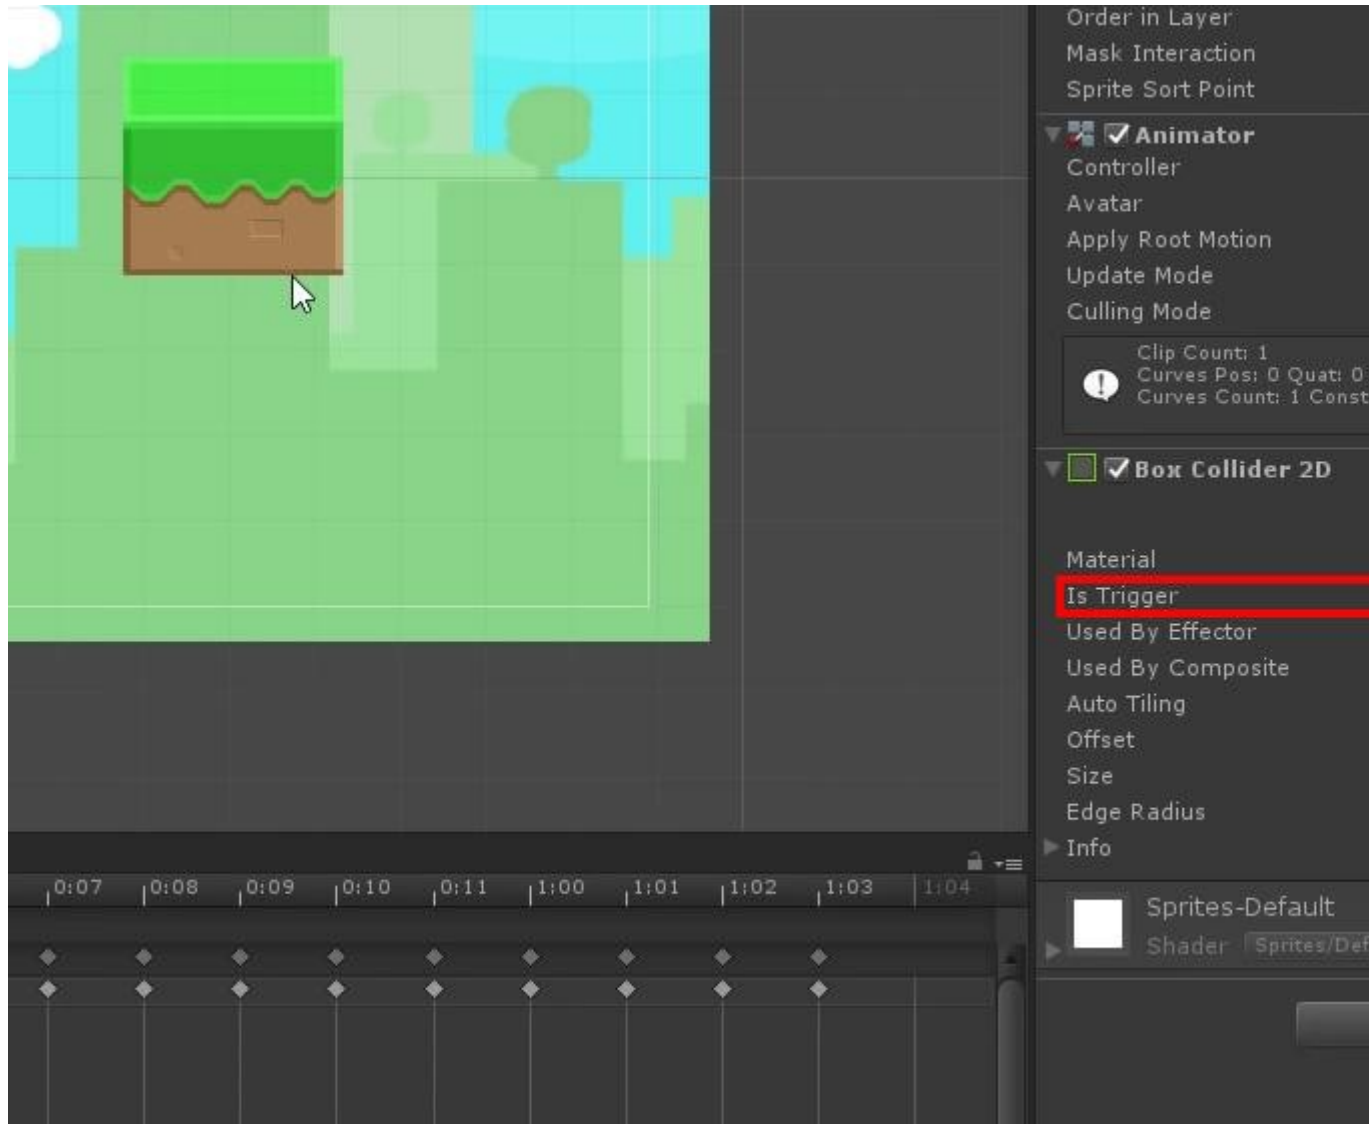 Order in Layer
Mask Interaction
Sprite Sort Point
Animator
Controller
Avatar
Apply Root Motion
Update Mode
Culling Mode
Clip Count: 1
Curves Pos: 0 Quat: 0
Curves Count: 1 Const
Box Collider 2D
Material
Is Trigger
Used By Effector
Used By Composite
Auto Tiling
Offset
Size
Edge Radius
Info
0:07 0:08 0:09 0:10 0:11 1:00 1:01 1:02 1:03 1:04
Sprites-Default
Shader Sprites/Def